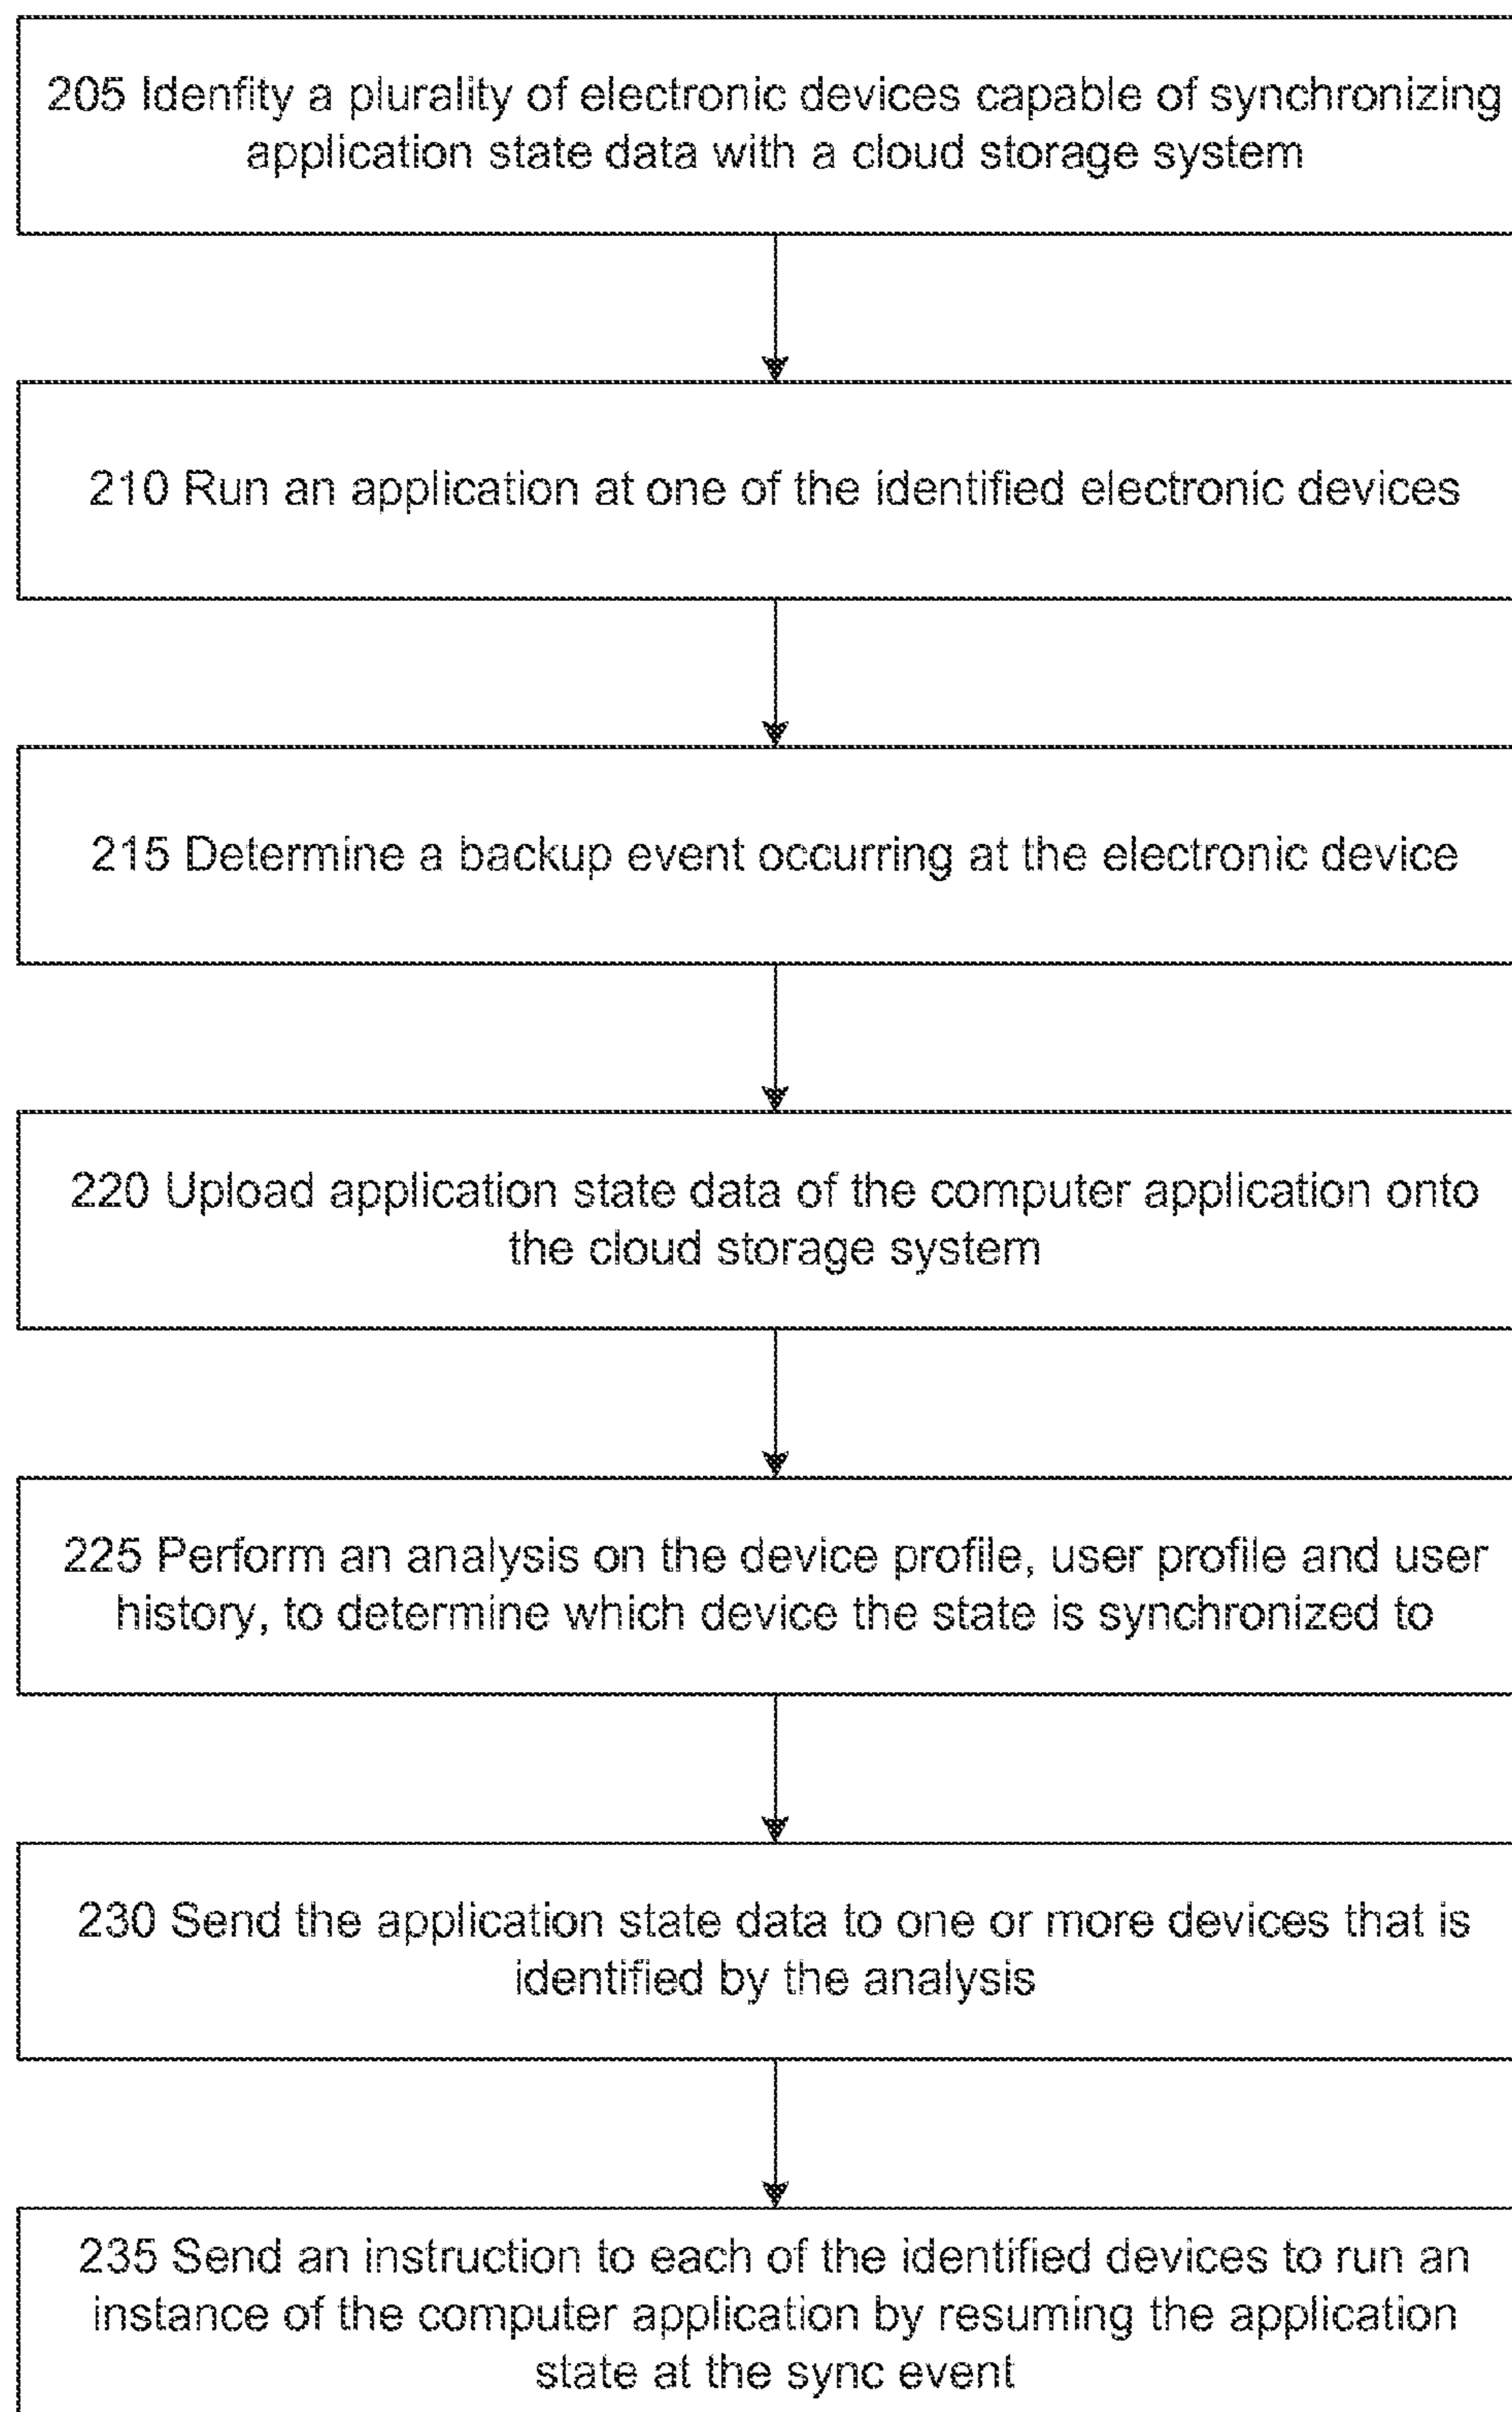 205 Idenfity a plurality of electronic devices capable of synchronizing
application state data with a cloud storage system
210 Run an application at one of the identified electronic devices
215 Determine a backup event occurring at the electronic device
220 Upload application state data of the computer application onto
the cloud storage system
225 Perform an analysis on the device profile, user profile and user
history, to determine which device the state is synchronized to
230 Send the application state data to one or more devices that is
identified by the analysis
235 Send an instruction to each of the identified devices to run an
instance of the computer application by resuming the application
state at the sync event